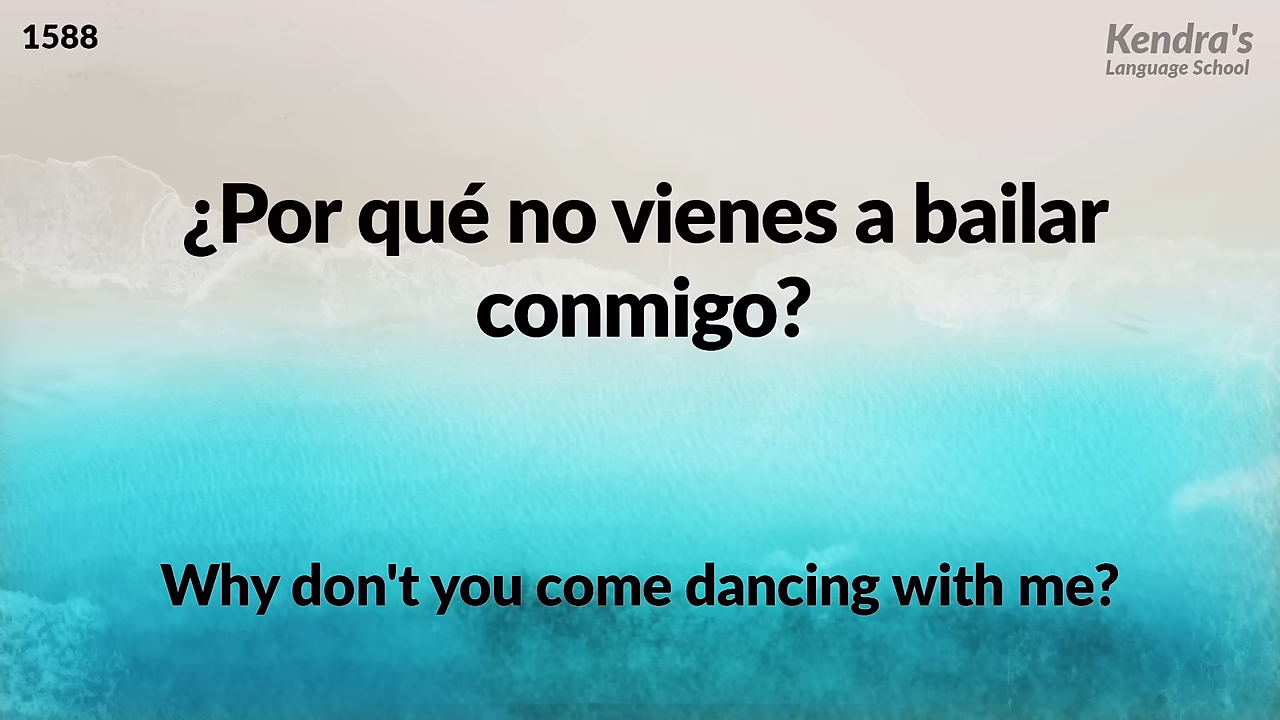 1588
Kendra's
Language School
¿Por qué no vienes a bailar
conmigo?
Why don't you come dancing with me?